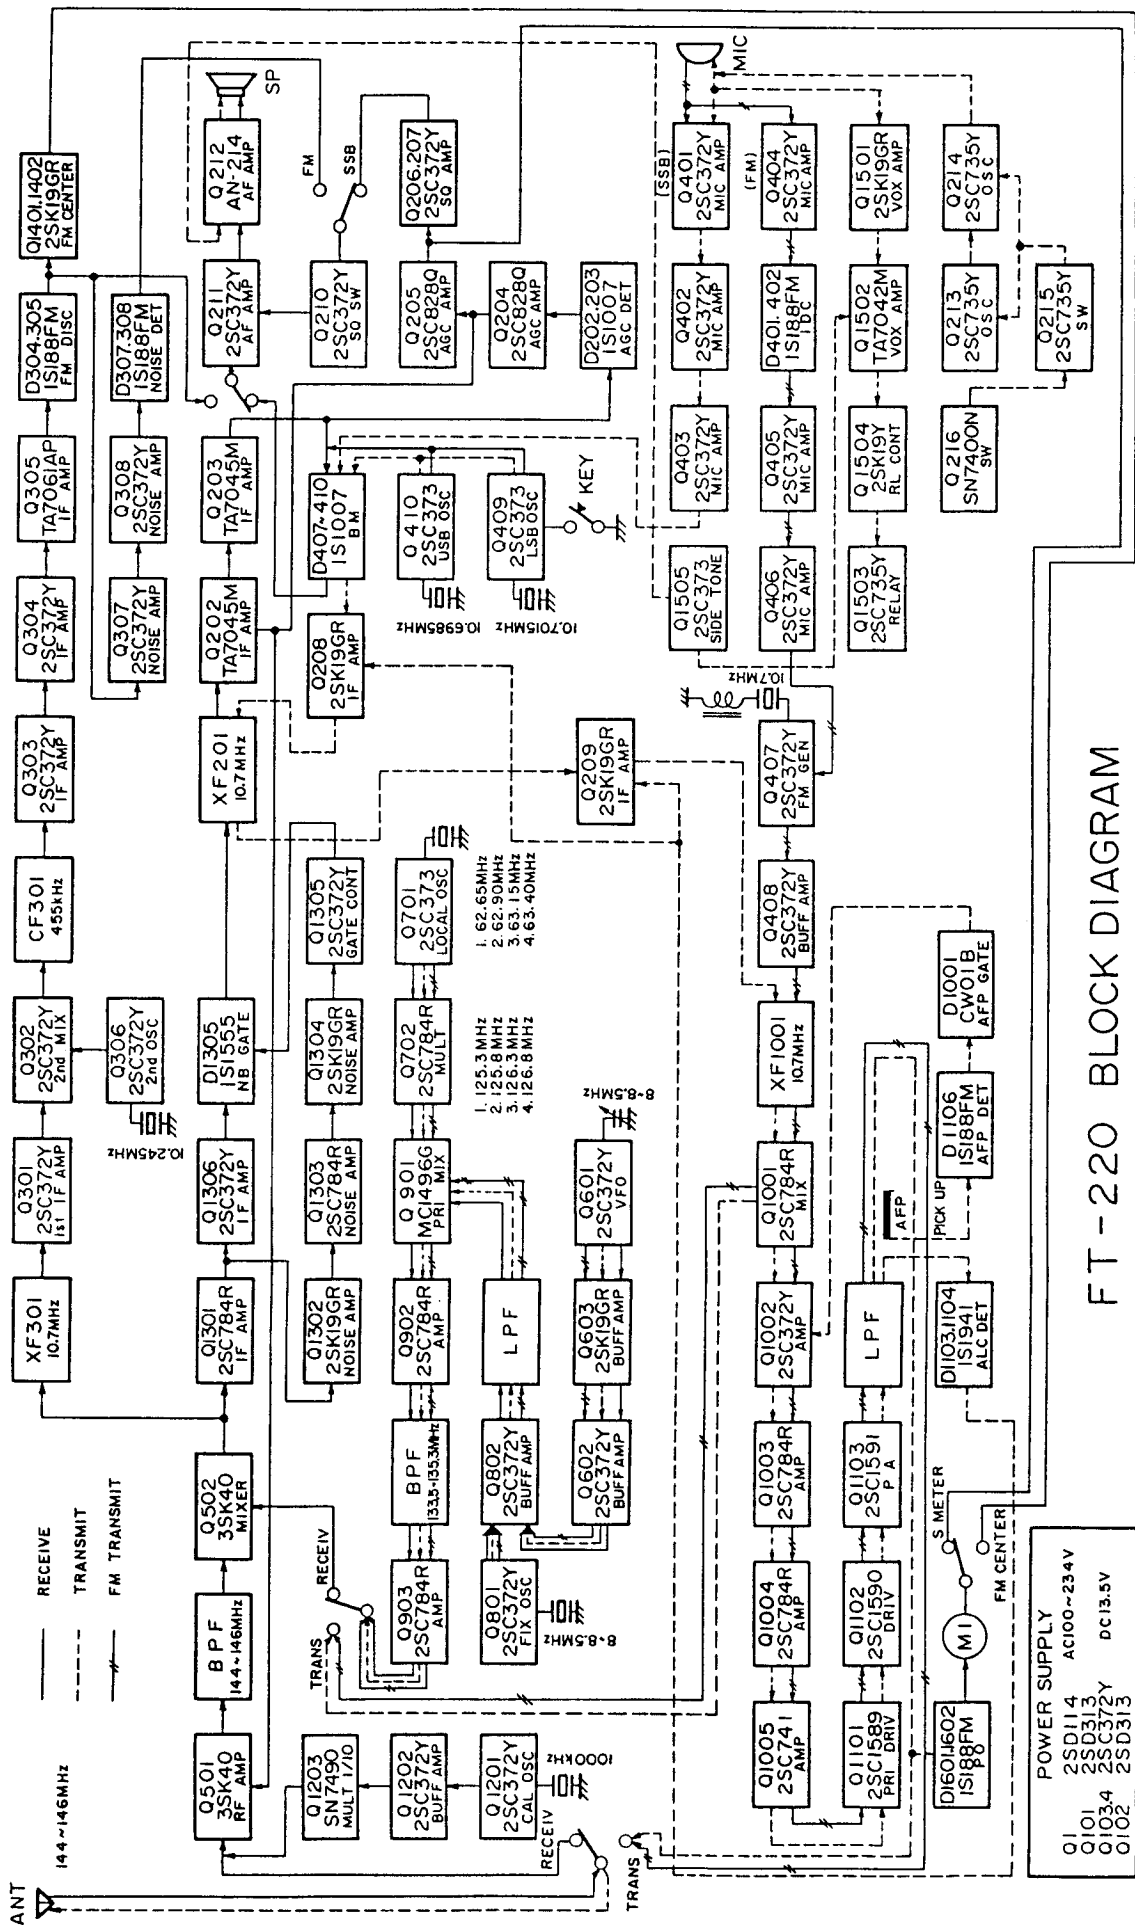 ANT
144~146MHz
RECEIVE
TRANSMIT
FM TRANSMIT
XF301
10.7MHz
Q301
2SC372Y
1st IF AMP
Q302
2SC372Y
2nd MIX
CF301
455kHz
Q303
2SC372Y
IF AMP
Q304
2SC372Y
IF AMP
Q305
TA7061AP
IF AMP
D304.305
1S188FM
FM DISC
Q1401.1402
2SK19GR
FM CENTER
10.245MHz
Q306
2SC372Y
2nd OSC
Q307
2SC372Y
NOISE AMP
Q308
2SC372Y
NOISE AMP
D307.308
1S188FM
NOISE DET
Q501
3SK40
RF AMP
BPF
144~146MHz
Q502
3SK40
MIXER
Q1301
2SC784R
IF AMP
Q1306
2SC372Y
IF AMP
D1305
1S1555
NB GATE
XF201
10.7MHz
Q202
TA7045M
IF AMP
Q203
TA7045M
IF AMP
Q211
2SC372Y
AF AMP
Q212
AN-214
AF AMP
SP
Q1203
SN7490
MULT 1/10
Q1302
2SK19GR
NOISE AMP
Q1303
2SC784R
NOISE AMP
Q1304
2SK19GR
NOISE AMP
Q1305
2SC372Y
GATE CONT
Q208
2SK19GR
IF AMP
D407~410
1S1007
BM
Q210
2SC372Y
SQ SW
FM
SSB
Q1202
2SC372Y
BUFF AMP
TRANS
RECEIV
Q903
2SC784R
AMP
BPF
133.5~135.3MHz
Q902
2SC784R
AMP
Q901
MC1496G
PRI MIX
Q702
2SC784R
MULT
Q701
2SC373
LOCAL OSC
10.6985MHz
Q410
2SC373
USB OSC
Q205
2SC828Q
AGC AMP
Q206.207
2SC372Y
SQ AMP
1. 125.3MHz
2. 125.8MHz
3. 126.3MHz
4. 126.8MHz
1. 62.65MHz
2. 62.90MHz
3. 63.15MHz
4. 63.40MHz
Q1201
2SC372Y
CAL OSC
1000kHz
Q801
2SC372Y
FIX OSC
8~8.5MHz
Q802
2SC372Y
BUFF AMP
LPF
10.7015MHz
Q409
2SC373
LSB OSC
Q204
2SC828Q
AGC AMP
KEY
Q602
2SC372Y
BUFF AMP
Q603
2SK19GR
BUFF AMP
Q601
2SC372Y
VFO
8~8.5MHz
Q209
2SK19GR
IF AMP
D202.203
1S1007
AGC DET
RECEIV
TRANS
Q1505
2SC373
SIDE TONE
Q403
2SC372Y
MIC AMP
Q402
2SC372Y
MIC AMP
(SSB)
Q401
2SC372Y
MIC AMP
MIC
10.7MHz
Q1005
2SC741
AMP
Q1004
2SC784R
AMP
Q1003
2SC784R
AMP
Q1002
2SC372Y
AMP
Q1001
2SC784R
MIX
XF1001
10.7MHz
Q408
2SC372Y
BUFF AMP
Q407
2SC372Y
FM GEN
Q406
2SC372Y
MIC AMP
Q405
2SC372Y
MIC AMP
D401.402
1S188FM
IDC
(FM)
Q404
2SC372Y
MIC AMP
Q1101
2SC1589
PRI DRIV
Q1102
2SC1590
DRIV
Q1103
2SC1591
P A
LPF
AFP
PICK UP
Q1503
2SC735Y
RELAY
Q1504
2SK19Y
RL CONT
Q1502
TA7042M
VOX AMP
Q1501
2SK19GR
VOX AMP
D1601.1602
1S188FM
PO
M1
S METER
FM CENTER
D1103.1104
1S1941
ALC DET
D1106
1S188FM
AFP DET
D1001
CW01B
AFP GATE
Q216
SN7400N
SW
Q213
2SC735Y
OSC
Q214
2SC735Y
OSC
Q215
2SC735Y
SW
POWER SUPPLY
Q1 2SD114 AC100~234V
Q101 2SD313
Q103.4 2SC372Y DC13.5V
Q102 2SD313
FT-220 BLOCK DIAGRAM